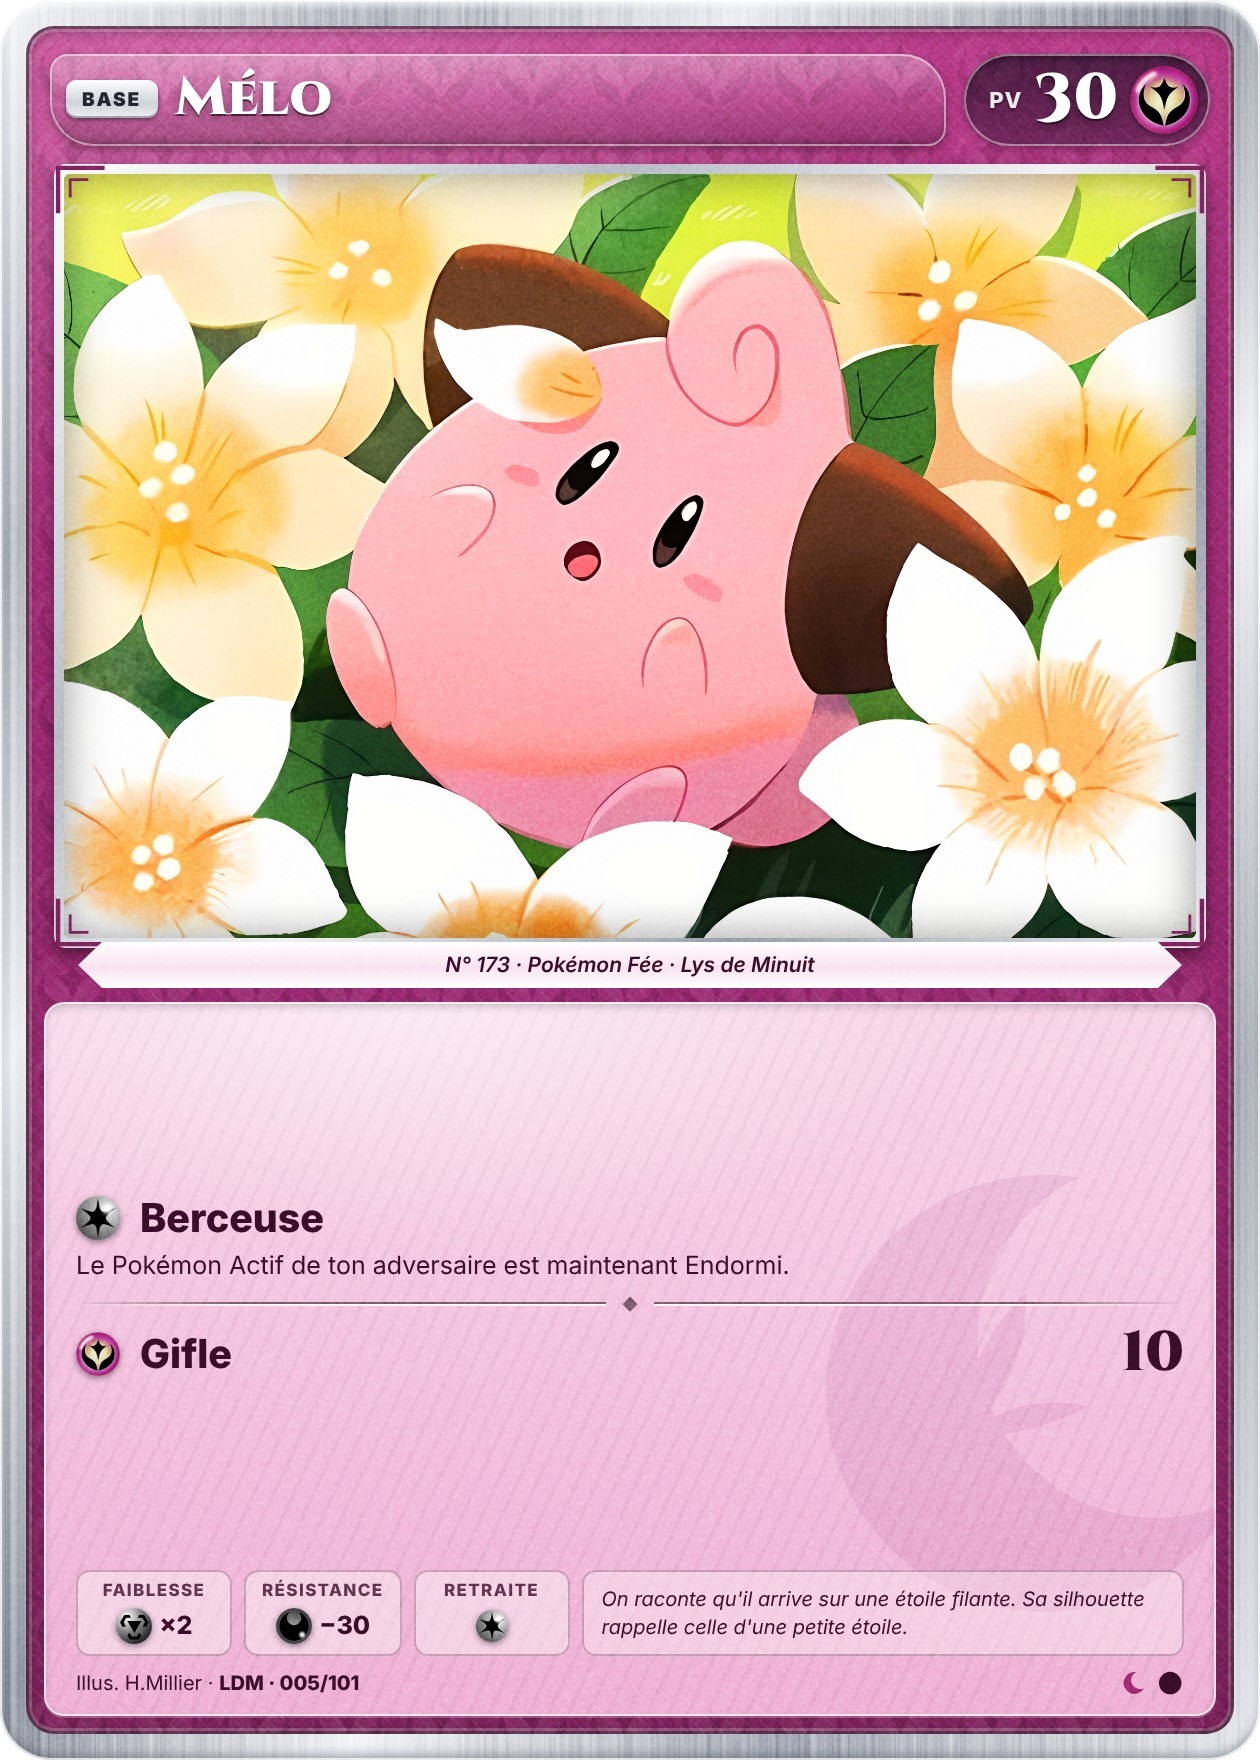 BASE
MÉLO
PV 30
N° 173 · Pokémon Fée · Lys de Minuit
Berceuse
Le Pokémon Actif de ton adversaire est maintenant Endormi.
Gifle
10
FAIBLESSE
×2
RÉSISTANCE
−30
RETRAITE
On raconte qu'il arrive sur une étoile filante. Sa silhouette
rappelle celle d'une petite étoile.
Illus. H.Millier · LDM · 005/101